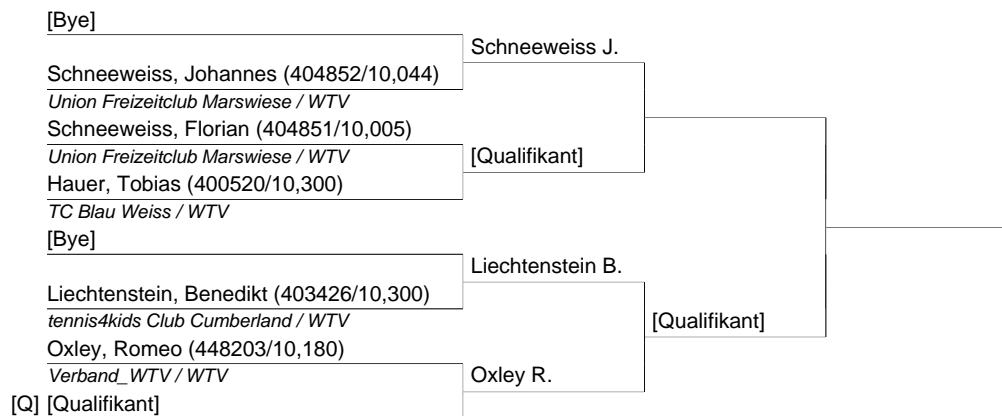 [Bye]
Schneeweiss J.
Schneeweiss, Johannes (404852/10,044)
Union Freizeitclub Marswiese / WTV
Schneeweiss, Florian (404851/10,005)
Union Freizeitclub Marswiese / WTV
[Qualifikant]
Hauer, Tobias (400520/10,300)
TC Blau Weiss / WTV
[Bye]
Liechtenstein B.
Liechtenstein, Benedikt (403426/10,300)
tennis4kids Club Cumberland / WTV
[Qualifikant]
Oxley, Romeo (448203/10,180)
Verband_WTV / WTV
Oxley R.
[Q] [Qualifikant]